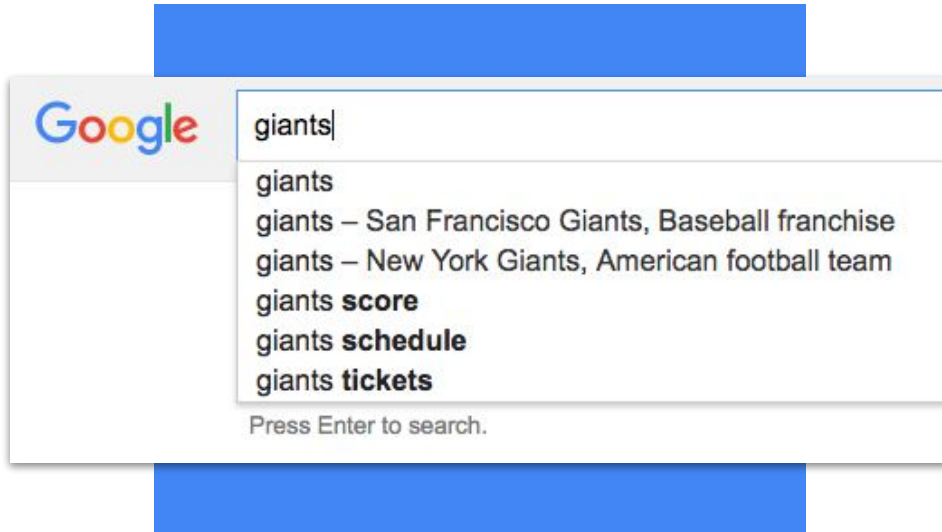 Google
giants
giants
giants – San Francisco Giants, Baseball franchise
giants – New York Giants, American football team
giants score
giants schedule
giants tickets
Press Enter to search.